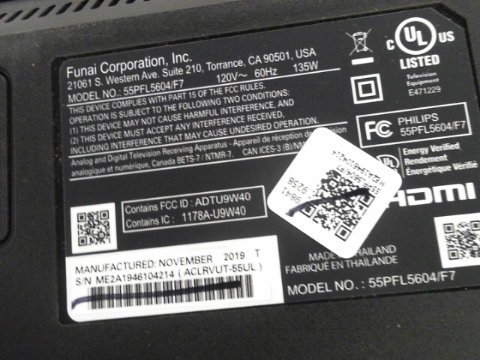 Funai Corporation, Inc.
21061 S. Western Ave. Suite 210, Torrance, CA 90501, USA
MODEL NO.: 55PFL5604/F7 120V~ 60Hz 135W
THIS DEVICE COMPLIES WITH PART 15 OF THE FCC RULES.
OPERATION IS SUBJECT TO THE FOLLOWING TWO CONDITIONS:
(1) THIS DEVICE MAY NOT CAUSE HARMFUL INTERFERENCE, AND
(2) THIS DEVICE MUST ACCEPT ANY INTERFERENCE RECEIVED,
INCLUDING INTERFERENCE THAT MAY CAUSE UNDESIRED OPERATION.
Analog and Digital Television Receiving Apparatus - Appareil de réception de télévision
analogique et numérique, Canada BETS-7 / NTMR-7. CAN ICES-3 (B)/
C UL US
LISTED
Television
Equipment
E471229
FC PHILIPS
55PFL5604/F7
Energy Verified
Rendement
Énergétique Vérifié
9841
9238
HDMI
Contains FCC ID : ADTU9W40
Contains IC : 1178A-U9W40
MANUFACTURED: NOVEMBER 2019 T
S/N ME2A1946104214 ( ACLRVUT-55UL )
MADE IN THAILAND
FABRIQUÉ EN THAÏLANDE
MODEL NO.: 55PFL5604/F7